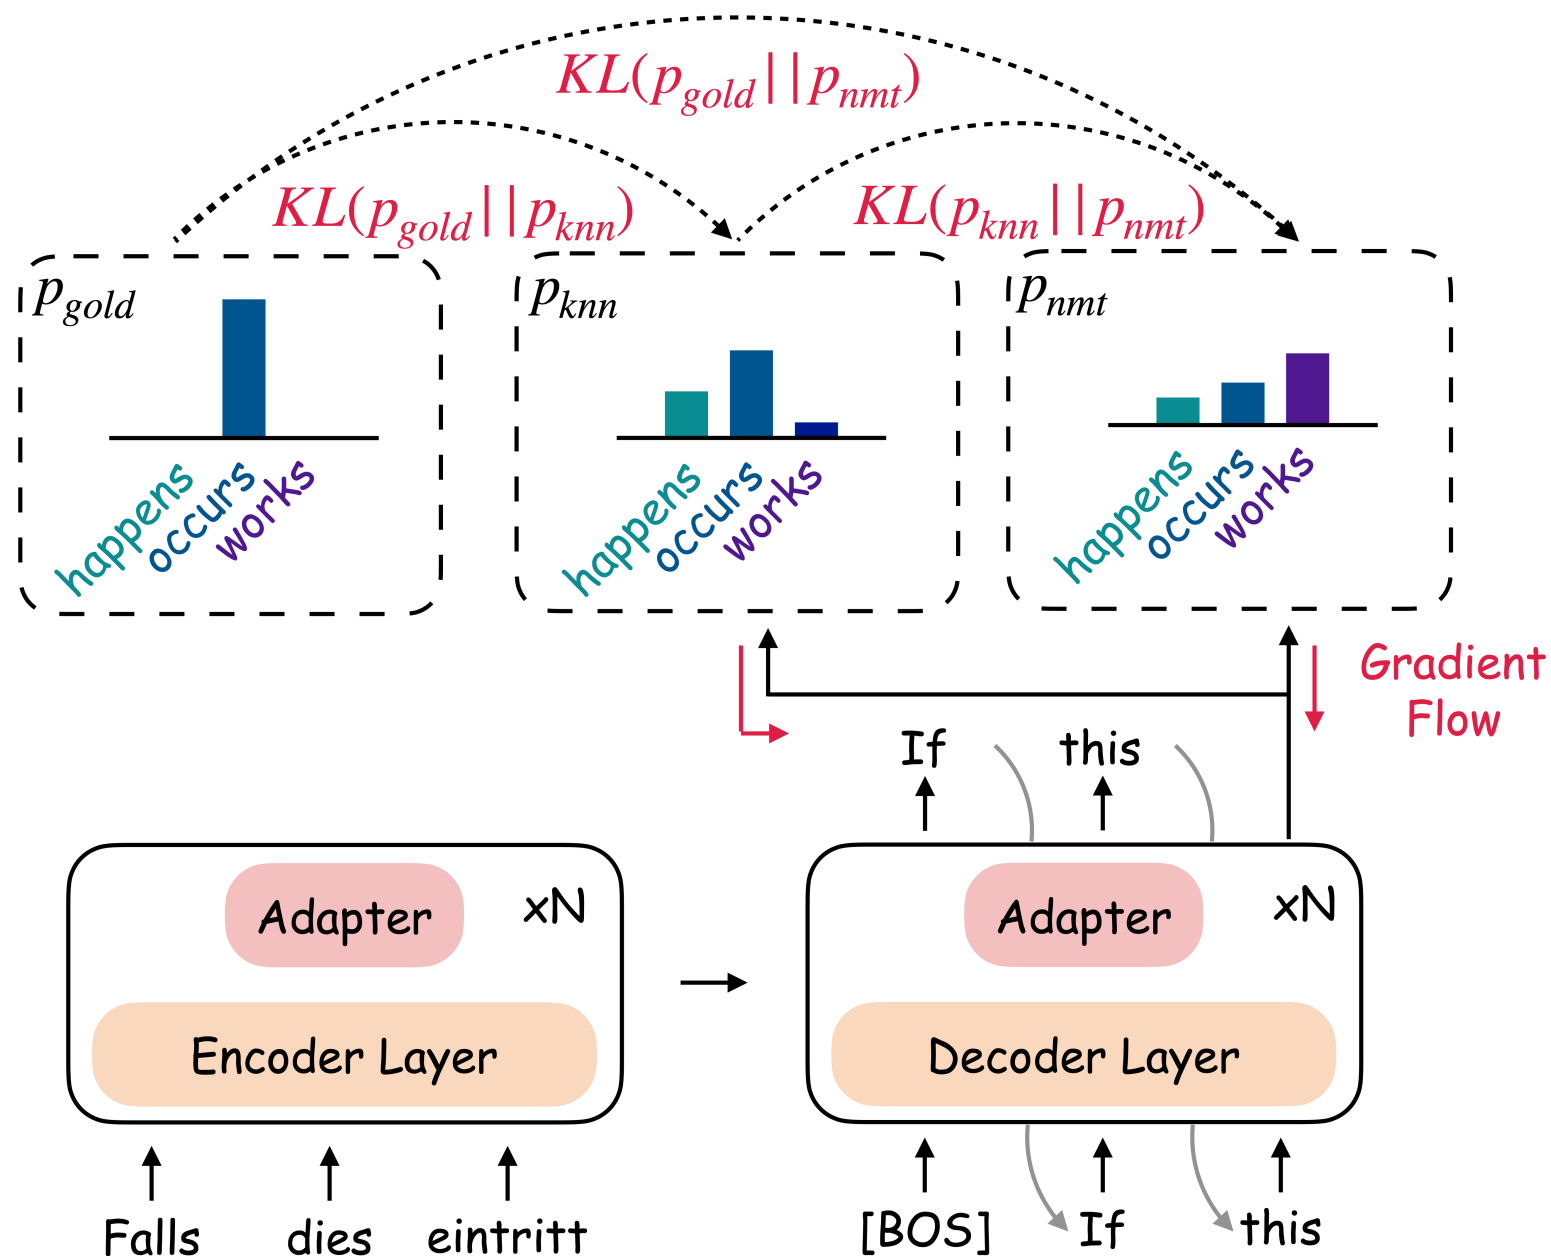 KL(p_gold||p_nmt)
KL(p_gold||p_knn)
KL(p_knn||p_nmt)
p_gold
p_knn
p_nmt
happens
occurs
works
happens
occurs
works
happens
occurs
works
Gradient
Flow
If
this
Adapter
xN
Adapter
xN
Encoder Layer
Decoder Layer
Falls
dies
eintritt
[BOS]
If
this